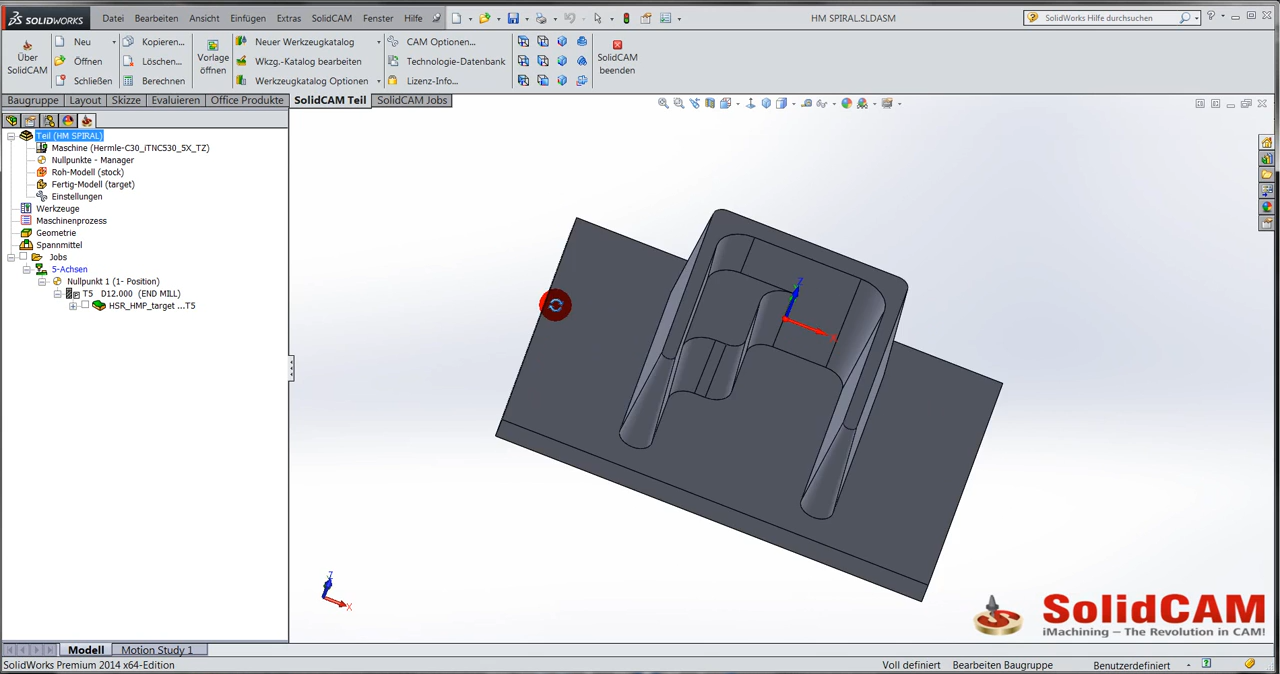 SOLIDWORKS Datei Bearbeiten Ansicht Einfügen Extras SolidCAM Fenster Hilfe HM SPIRAL.SLDASM SolidWorks Hilfe durchsuchen
Über SolidCAM
Neu
Öffnen
Schließen
Kopieren...
Löschen...
Berechnen
Vorlage öffnen
Neuer Werkzeugkatalog
Wkzg.-Katalog bearbeiten
Werkzeugkatalog Optionen
CAM Optionen...
Technologie-Datenbank
Lizenz-Info...
SolidCAM beenden
Baugruppe Layout Skizze Evaluieren Office Produkte SolidCAM Teil SolidCAM Jobs
Teil (HM SPIRAL)
Maschine (Hermle-C30_iTNC530_5X_TZ)
Nullpunkte - Manager
Roh-Modell (stock)
Fertig-Modell (target)
Einstellungen
Werkzeuge
Maschinenprozess
Geometrie
Spannmittel
Jobs
5-Achsen
Nullpunkt 1 (1- Position)
T5 D12.000 (END MILL)
HSR_HMP_target ...T5
Z
X
Z
X
SolidCAM
iMachining – The Revolution in CAM!
Modell Motion Study 1
SolidWorks Premium 2014 x64-Edition Voll definiert Bearbeiten Baugruppe Benutzerdefiniert